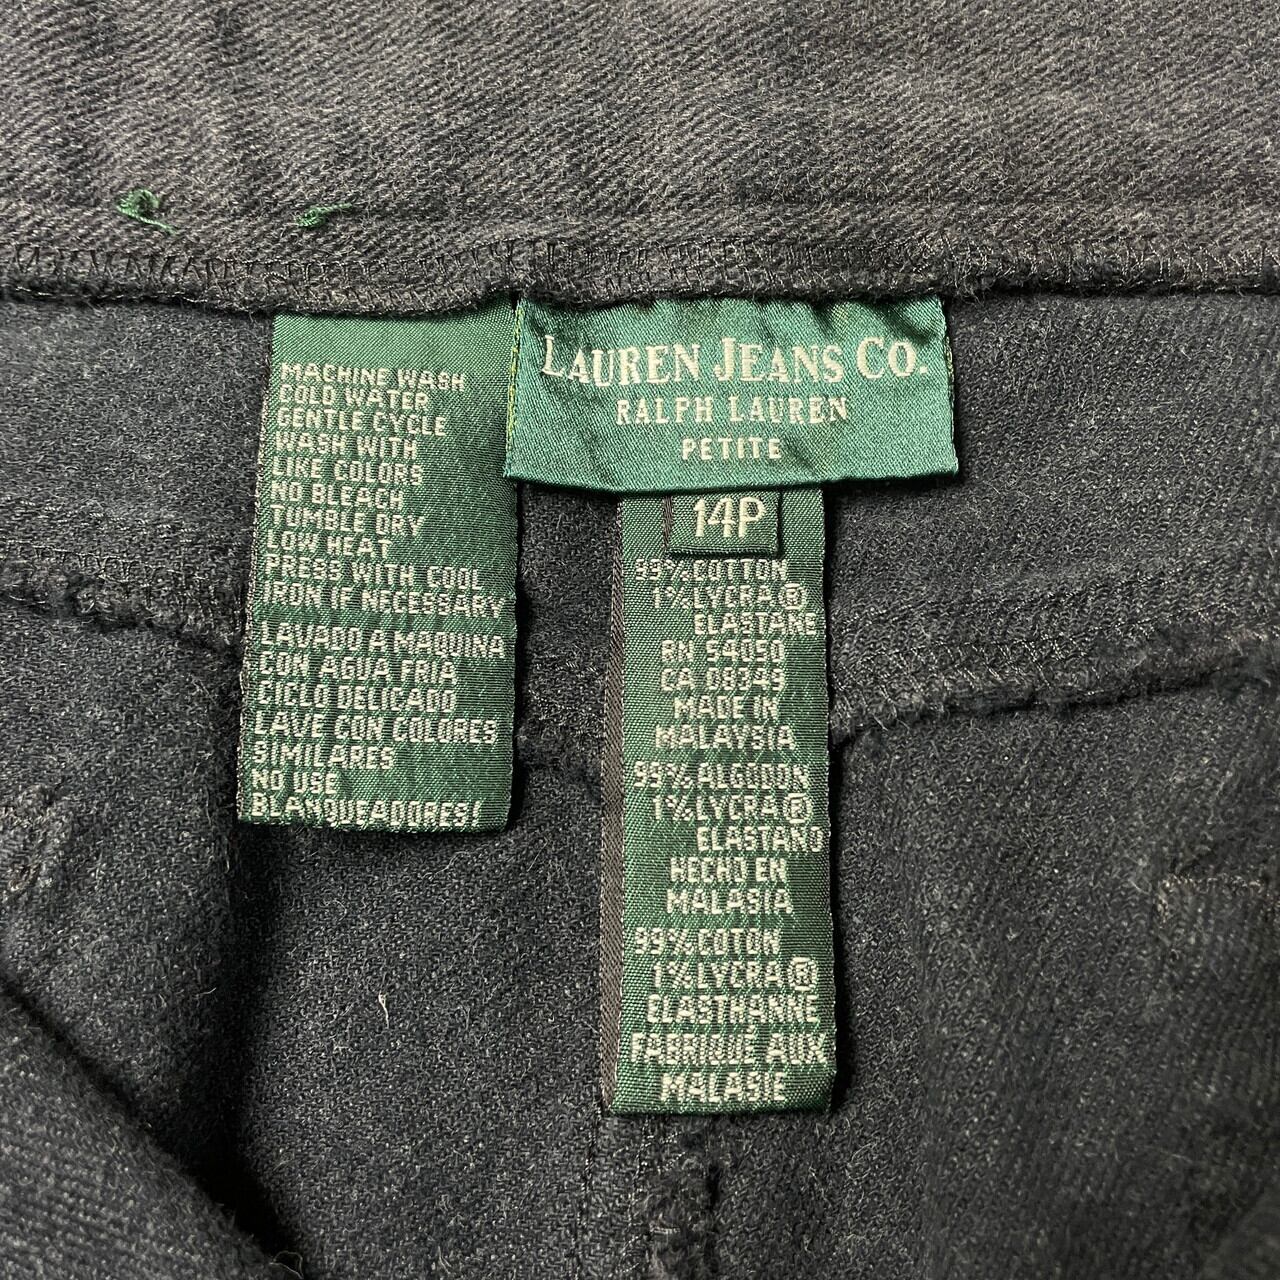 MACHINE WASH
COLD WATER
GENTLE CYCLE
WASH WITH
LIKE COLORS
NO BLEACH
TUMBLE DRY
LOW HEAT
PRESS WITH COOL
IRON IF NECESSARY
LAVADO A MAQUINA
CON AGUA FRIA
CICLO DELICADO
LAVE CON COLORES
SIMILARES
NO USE
BLANQUEADORES!
LAUREN JEANS CO.
RALPH LAUREN
PETITE
14P
99% COTTON
1% LYCRA®
ELASTANE
RN 54050
CA 08249
MADE IN
MALAYSIA
99% ALGODON
1% LYCRA®
ELASTANO
HECHO EN
MALASIA
99% COTON
1% LYCRA®
ELASTHANNE
FABRIQUÉ AUX
MALASIE